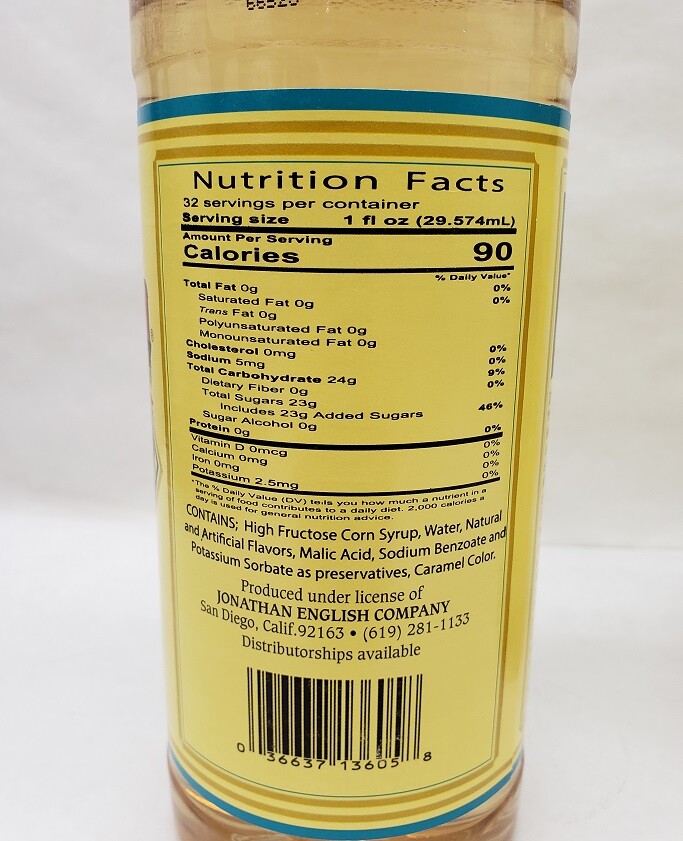 Nutrition Facts
32 servings per container
Serving size 1 fl oz (29.574mL)
Amount Per Serving
Calories 90
% Daily Value*
Total Fat 0g 0%
Saturated Fat 0g 0%
Trans Fat 0g
Polyunsaturated Fat 0g
Monounsaturated Fat 0g
Cholesterol 0mg 0%
Sodium 5mg 0%
Total Carbohydrate 24g 9%
Dietary Fiber 0g 0%
Total Sugars 23g
Includes 23g Added Sugars 46%
Sugar Alcohol 0g
Protein 0g 0%
Vitamin D 0mcg 0%
Calcium 0mg 0%
Iron 0mg 0%
Potassium 2.5mg 0%
*The % Daily Value (DV) tells you how much a nutrient in a
serving of food contributes to a daily diet. 2,000 calories a
day is used for general nutrition advice.
CONTAINS; High Fructose Corn Syrup, Water, Natural
and Artificial Flavors, Malic Acid, Sodium Benzoate and
Potassium Sorbate as preservatives, Caramel Color.
Produced under license of
JONATHAN ENGLISH COMPANY
San Diego, Calif.92163 • (619) 281-1133
Distributorships available
0 36637 13605 8